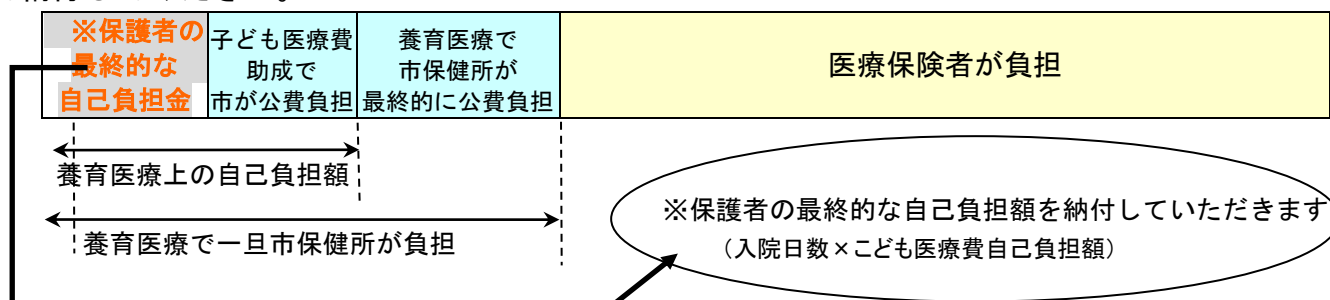 ※保護者の
最終的な
自己負担金
子ども医療費
助成で
市が公費負担
養育医療で
市保健所が
最終的に公費負担
医療保険者が負担
養育医療上の自己負担額
養育医療で一旦市保健所が負担
※保護者の最終的な自己負担額を納付していただきます
（入院日数×こども医療費自己負担額）